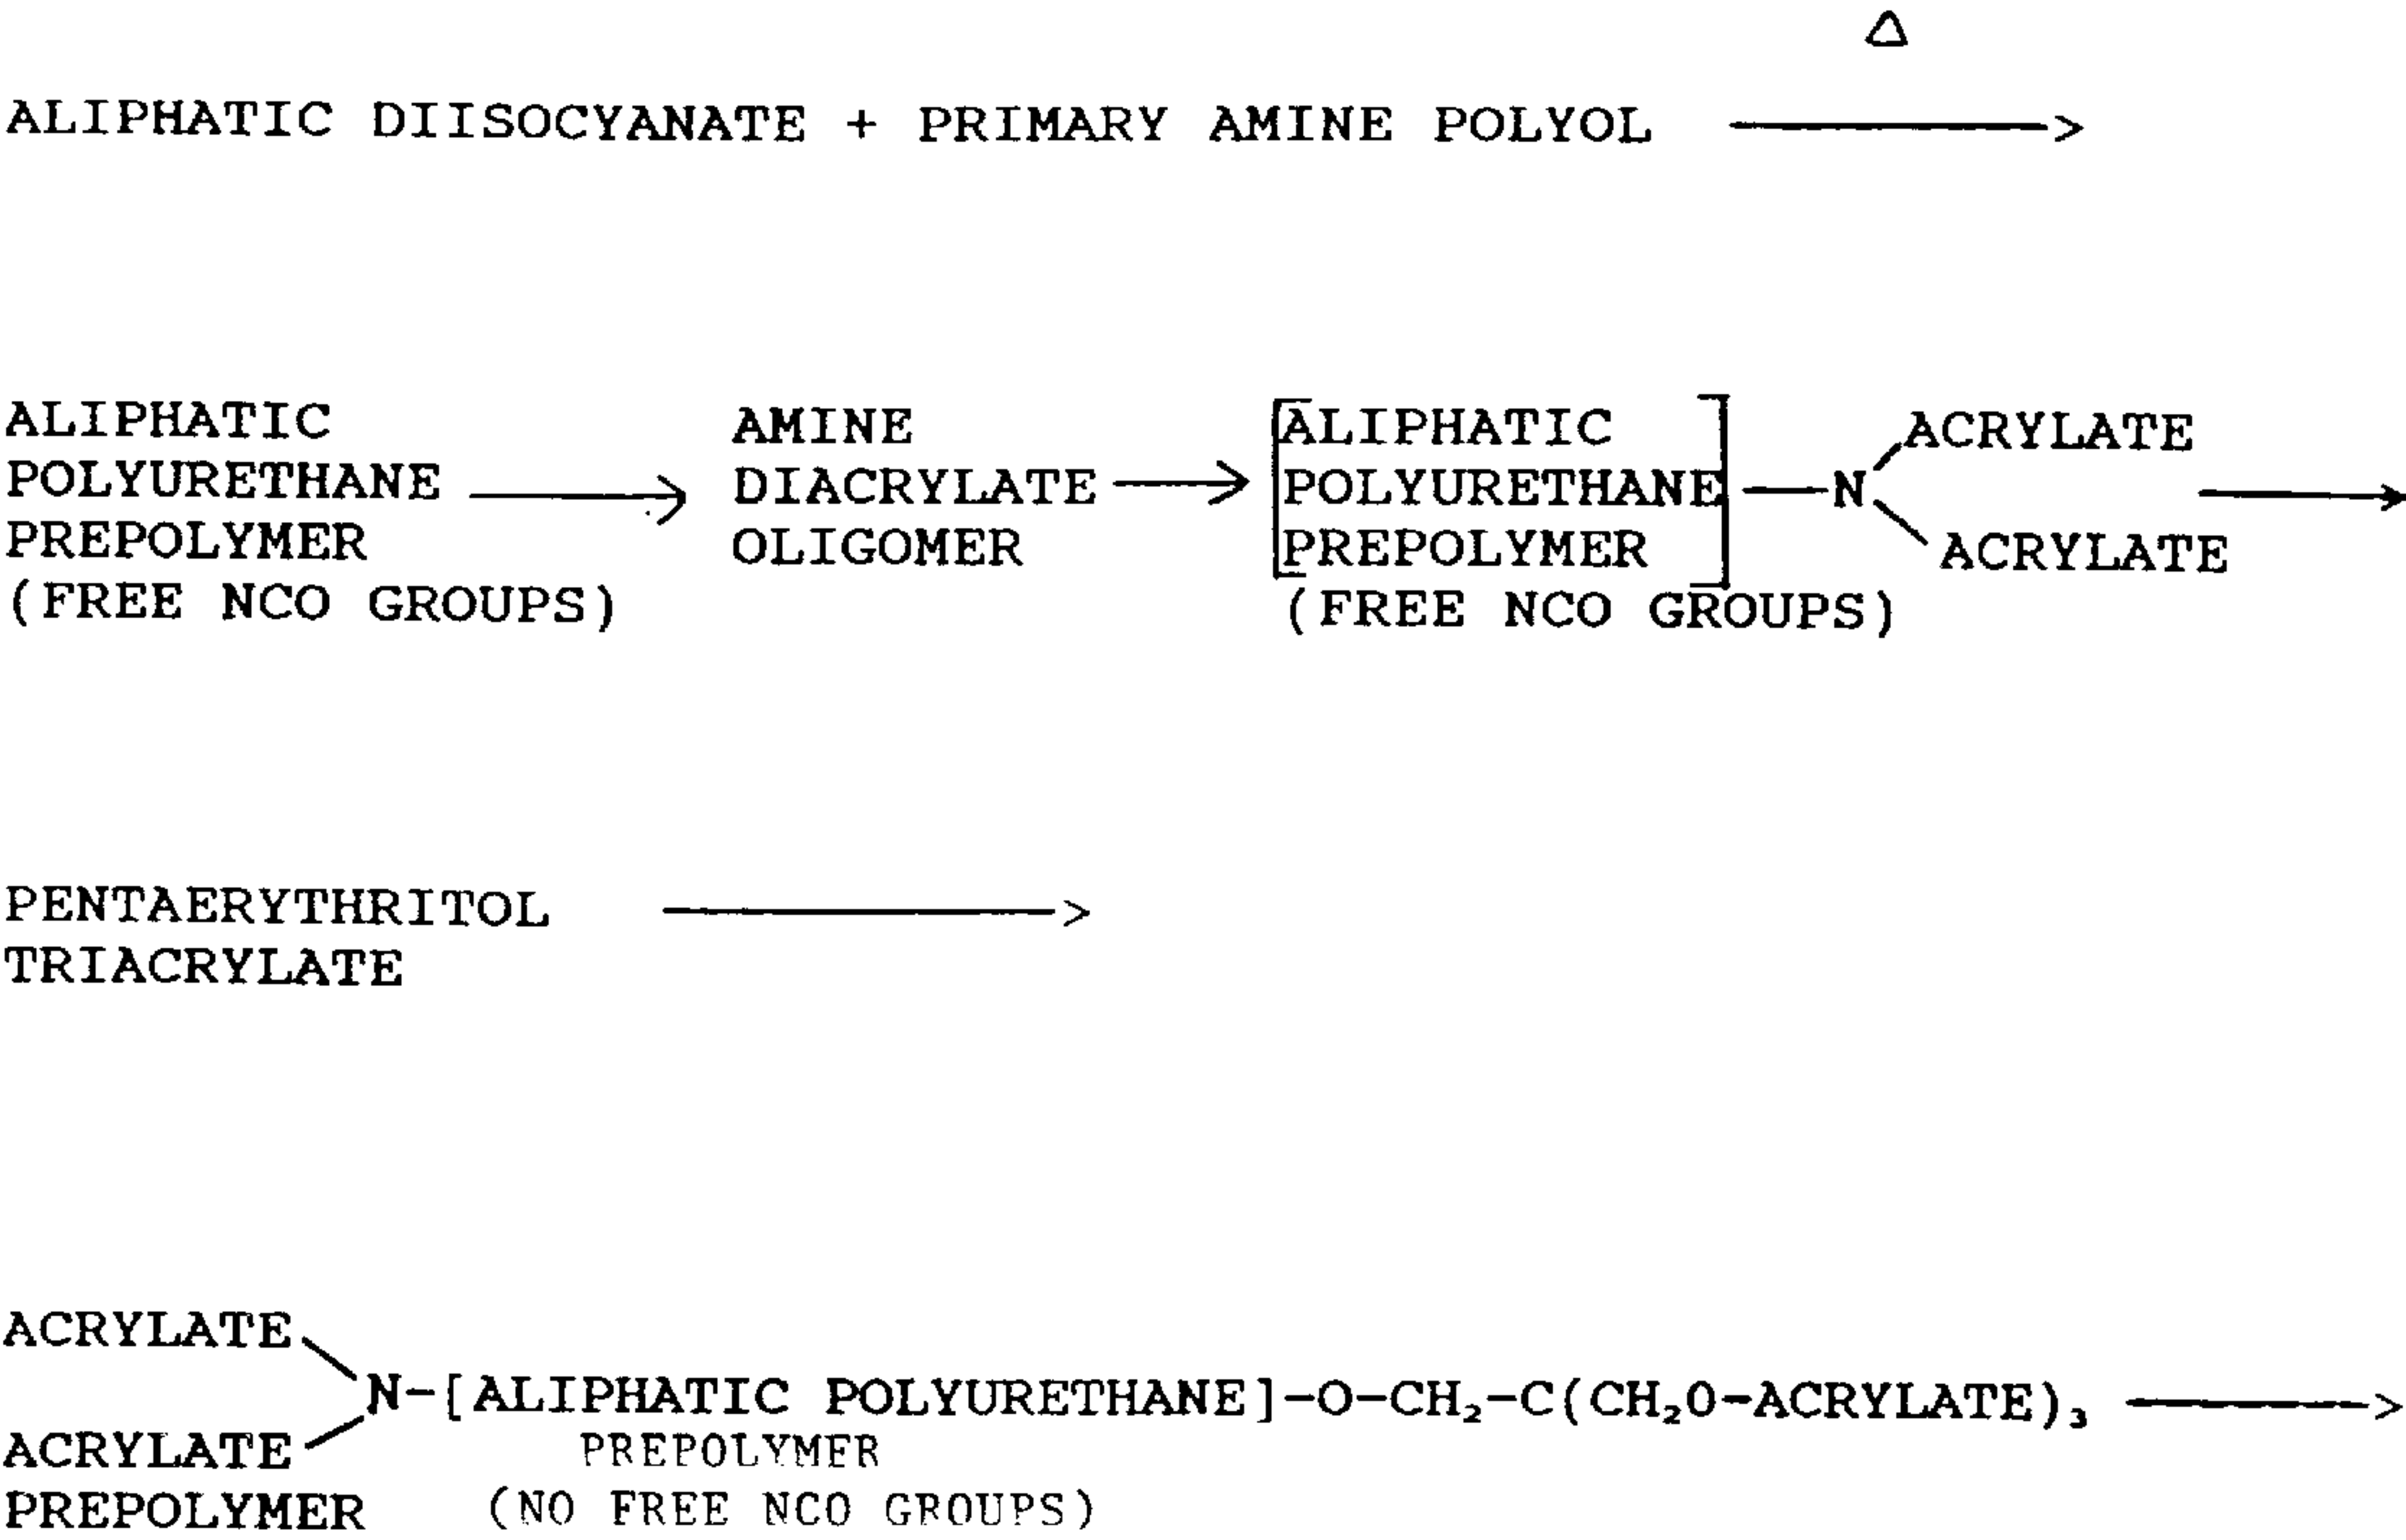 Δ
ALIPHATIC DIISOCYANATE + PRIMARY AMINE POLYOL ⟶
ALIPHATIC
POLYURETHANE
PREPOLYMER
(FREE NCO GROUPS)
⟶
AMINE
DIACRYLATE
OLIGOMER
⟶
[ALIPHATIC
POLYURETHANE
PREPOLYMER]
(FREE NCO GROUPS)
—N
ACRYLATE
ACRYLATE
⟶
PENTAERYTHRITOL ⟶
TRIACRYLATE
ACRYLATE
N-[ALIPHATIC POLYURETHANE]-O-CH₂-C(CH₂O-ACRYLATE)₃ ⟶
ACRYLATE PREPOLYMER
PREPOLYMER (NO FREE NCO GROUPS)